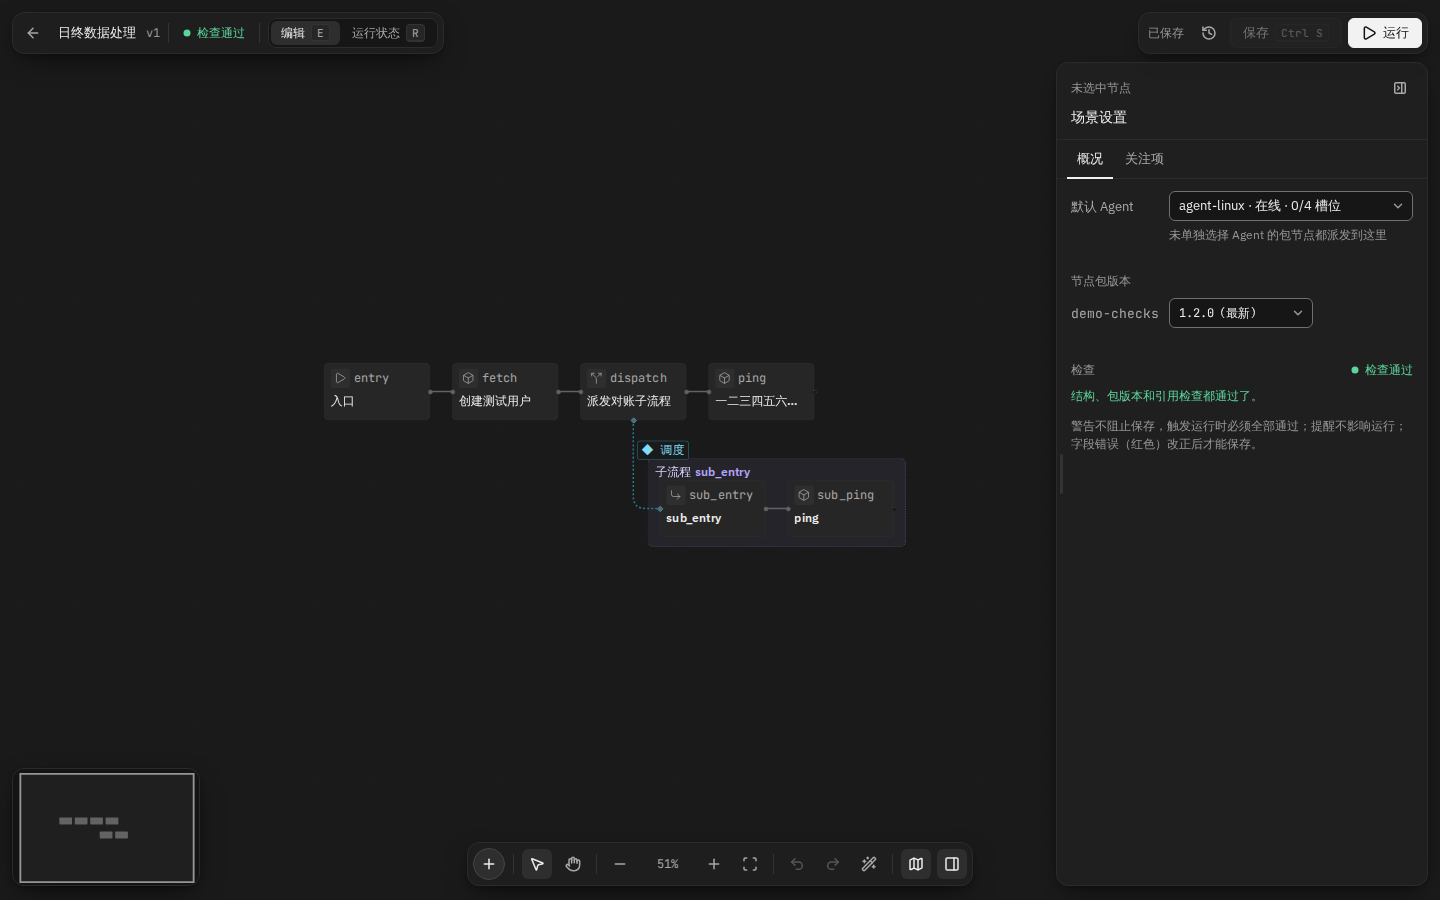 日终数据处理 v1 检查通过 编辑 E 运行状态 R 已保存 保存 Ctrl S 运行
未选中节点
场景设置
概况 关注项
默认 Agent agent-linux · 在线 · 0/4 槽位
未单独选择 Agent 的包节点都派发到这里
节点包版本
demo-checks 1.2.0 (最新)
检查 检查通过
结构、包版本和引用检查都通过了。
警告不阻止保存，触发运行时必须全部通过；提醒不影响运行；
字段错误（红色）改正后才能保存。
entry fetch dispatch ping
入口 创建测试用户 派发对账子流程 一二三四五六...
调度
子流程 sub_entry
sub_entry sub_ping
sub_entry ping
51%